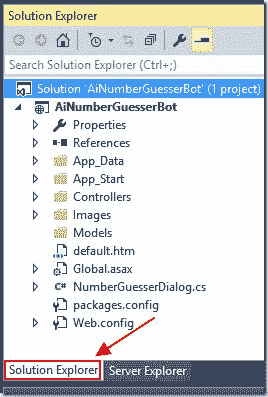 Solution Explorer
Search Solution Explorer (Ctrl+;)
Solution 'AiNumberGuesserBot' (1 project)
AiNumberGuesserBot
Properties
References
App_Data
App_Start
Controllers
Images
Models
default.htm
Global.asax
C# NumberGuesserDialog.cs
packages.config
Web.config
Solution Explorer Server Explorer